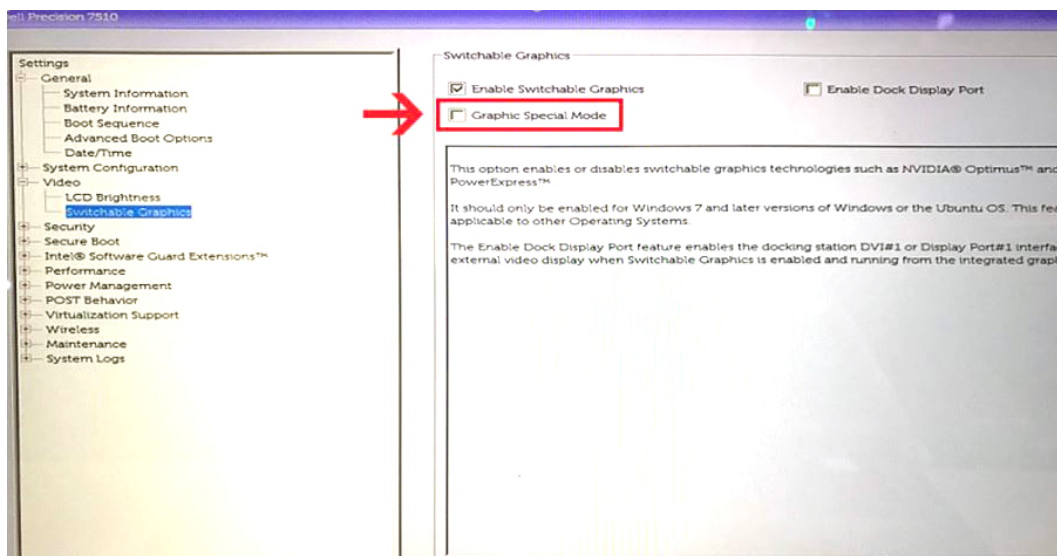 ell Precision 7510
Settings
General
System Information
Battery Information
Boot Sequence
Advanced Boot Options
Date/Time
System Configuration
Video
LCD Brightness
Switchable Graphics
Security
Secure Boot
Intel® Software Guard Extensions™
Performance
Power Management
POST Behavior
Virtualization Support
Wireless
Maintenance
System Logs
Switchable Graphics
Enable Switchable Graphics
Enable Dock Display Port
Graphic Special Mode
This option enables or disables switchable graphics technologies such as NVIDIA® Optimus™ and
PowerExpress™
It should only be enabled for Windows 7 and later versions of Windows or the Ubuntu OS. This fea
applicable to other Operating Systems.
The Enable Dock Display Port feature enables the docking station DVI#1 or Display Port#1 interfa
external video display when Switchable Graphics is enabled and running from the integrated grap